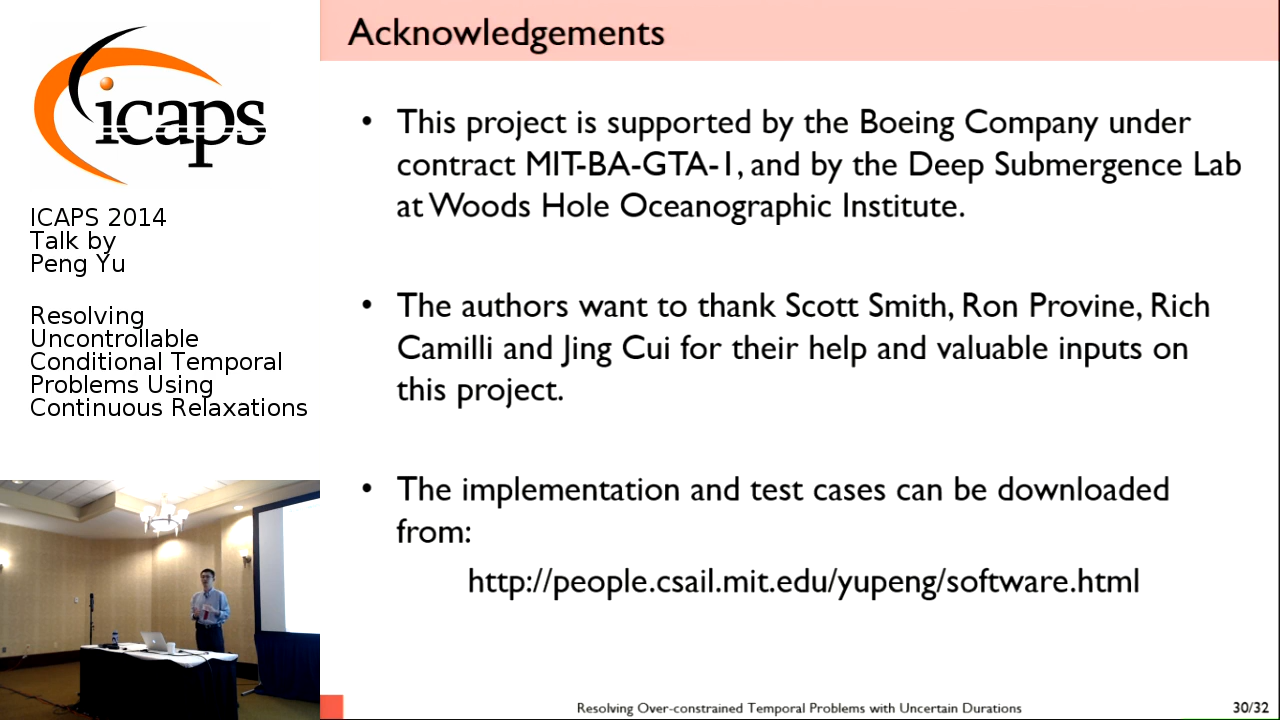 icaps
ICAPS 2014
Talk by
Peng Yu
Resolving
Uncontrollable
Conditional Temporal
Problems Using
Continuous Relaxations
Acknowledgements
• This project is supported by the Boeing Company under
contract MIT-BA-GTA-1, and by the Deep Submergence Lab
at Woods Hole Oceanographic Institute.
• The authors want to thank Scott Smith, Ron Provine, Rich
Camilli and Jing Cui for their help and valuable inputs on
this project.
• The implementation and test cases can be downloaded
from:
http://people.csail.mit.edu/yupeng/software.html
Resolving Over-constrained Temporal Problems with Uncertain Durations
30/32